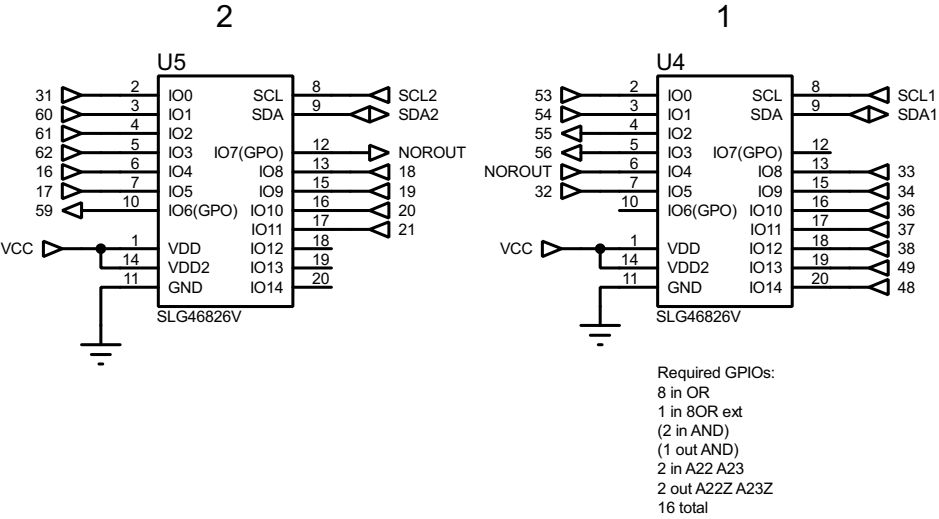 2
1
U5
31 2 IO0 SCL 8 SCL2
60 3 IO1 SDA 9 SDA2
61 4 IO2
62 5 IO3 IO7(GPO) 12 NOROUT
16 6 IO4 IO8 13 18
17 7 IO5 IO9 15 19
59 10 IO6(GPO) IO10 16 20
IO11 17 21
VCC 1 VDD IO12 18
14 VDD2 IO13 19
11 GND IO14 20
SLG46826V
U4
53 2 IO0 SCL 8 SCL1
54 3 IO1 SDA 9 SDA1
55 4 IO2
56 5 IO3 IO7(GPO) 12
NOROUT 6 IO4 IO8 13 33
32 7 IO5 IO9 15 34
10 IO6(GPO) IO10 16 36
IO11 17 37
VCC 1 VDD IO12 18 38
14 VDD2 IO13 19 49
11 GND IO14 20 48
SLG46826V
Required GPIOs:
8 in OR
1 in 8OR ext
(2 in AND)
(1 out AND)
2 in A22 A23
2 out A22Z A23Z
16 total